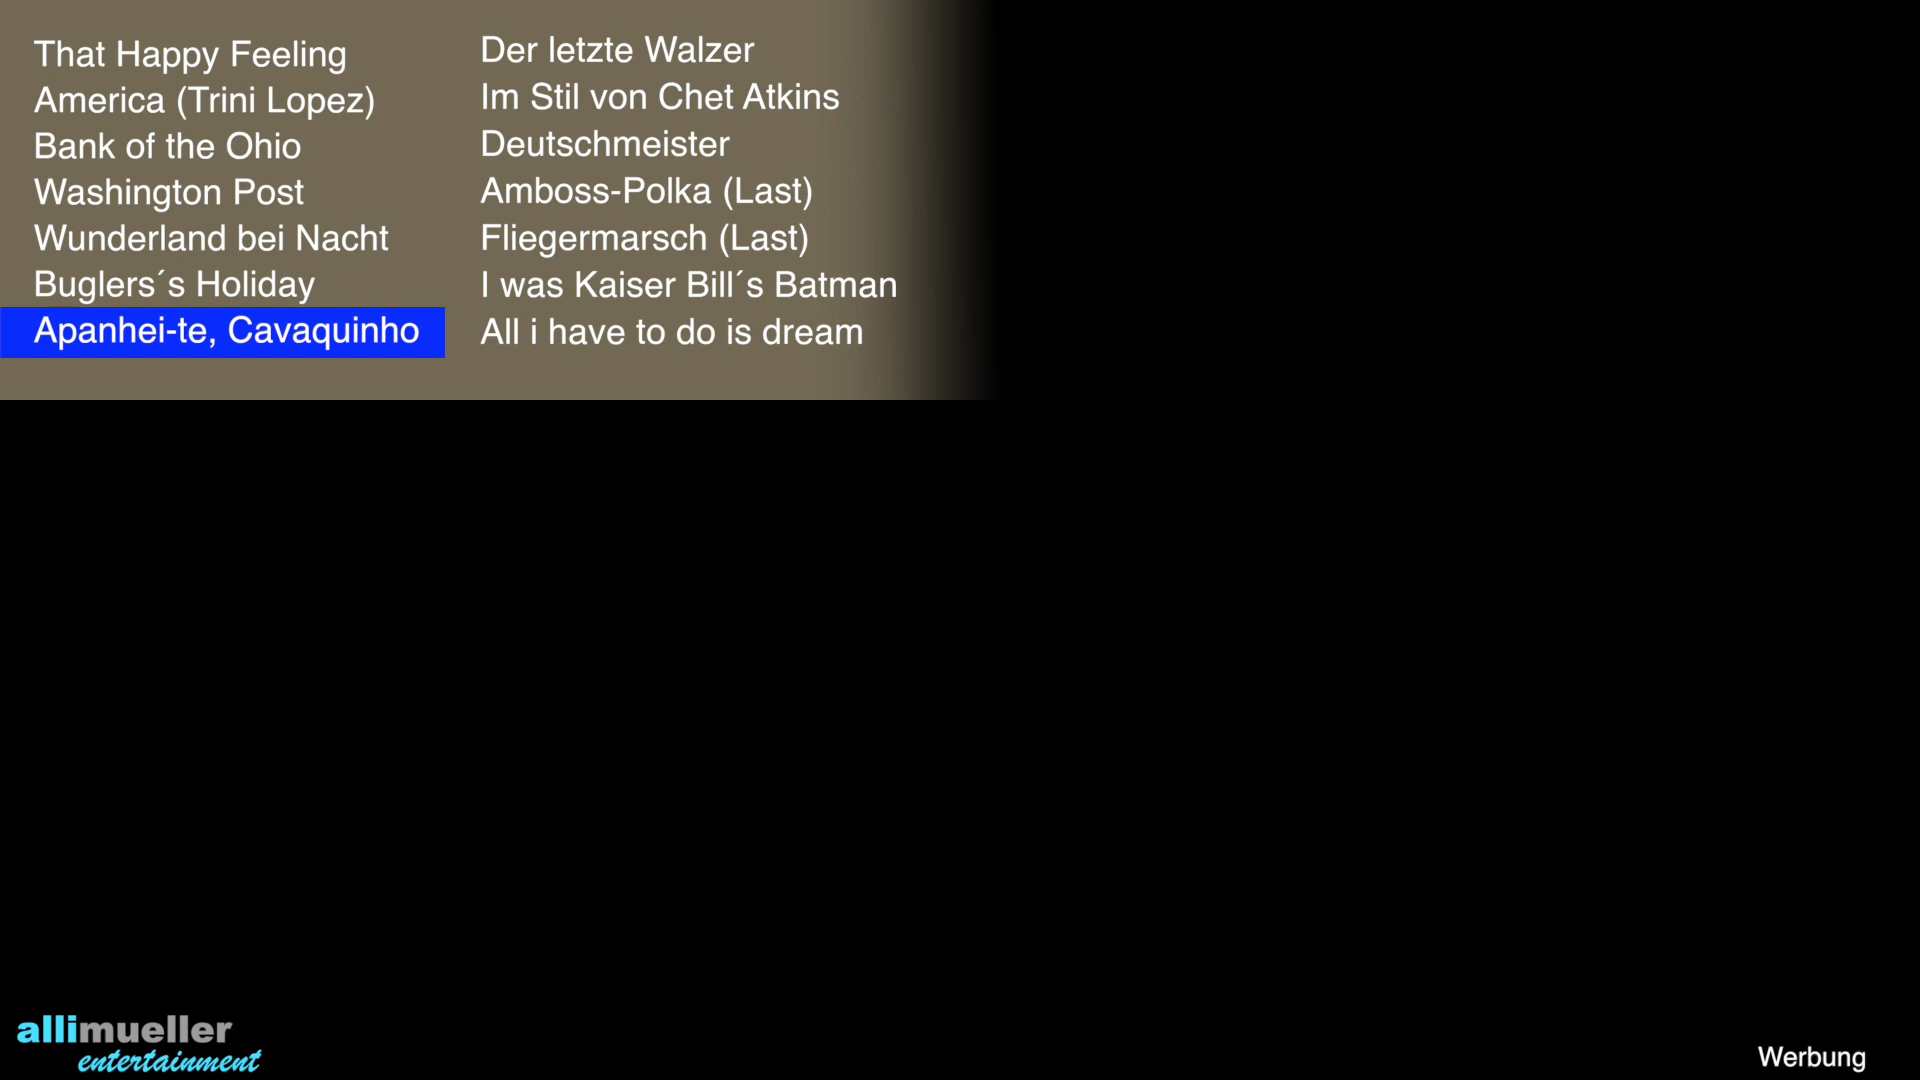 That Happy Feeling
America (Trini Lopez)
Bank of the Ohio
Washington Post
Wunderland bei Nacht
Buglers´s Holiday
Apanhei-te, Cavaquinho
Der letzte Walzer
Im Stil von Chet Atkins
Deutschmeister
Amboss-Polka (Last)
Fliegermarsch (Last)
I was Kaiser Bill´s Batman
All i have to do is dream
allimueller
entertainment
Werbung